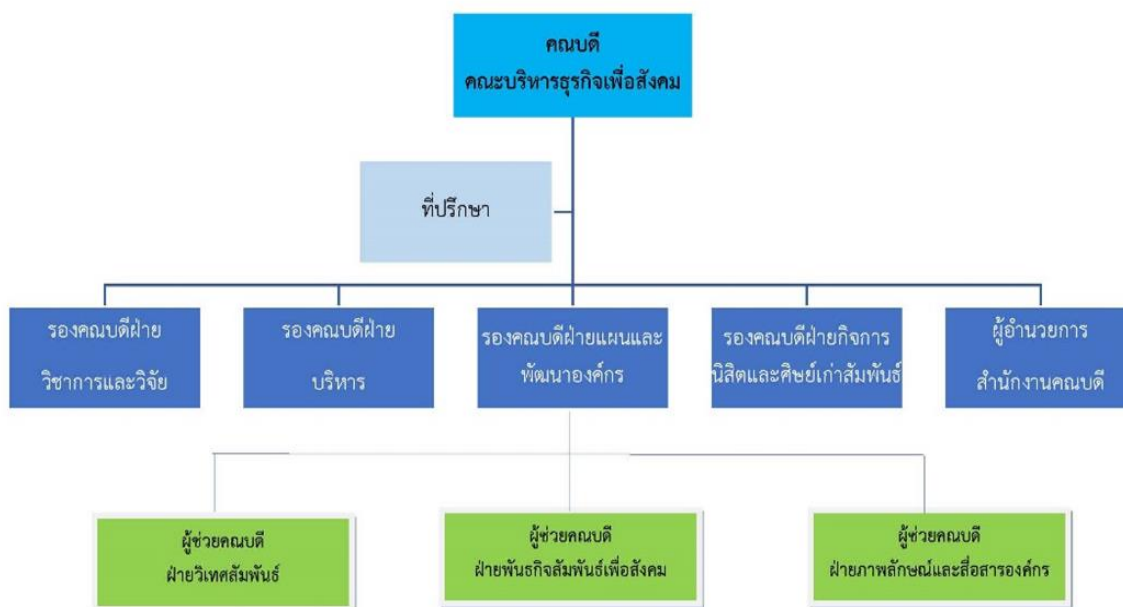 คณบดี
คณะบริหารธุรกิจเพื่อสังคม
ที่ปรึกษา
รองคณบดีฝ่าย
วิชาการและวิจัย
รองคณบดีฝ่าย
บริหาร
รองคณบดีฝ่ายแผนและ
พัฒนาองค์กร
รองคณบดีฝ่ายกิจการ
นิสิตและศิษย์เก่าสัมพันธ์
ผู้อำนวยการ
สำนักงานคณบดี
ผู้ช่วยคณบดี
ฝ่ายวิเทศสัมพันธ์
ผู้ช่วยคณบดี
ฝ่ายพันธกิจสัมพันธ์เพื่อสังคม
ผู้ช่วยคณบดี
ฝ่ายภาพลักษณ์และสื่อสารองค์กร